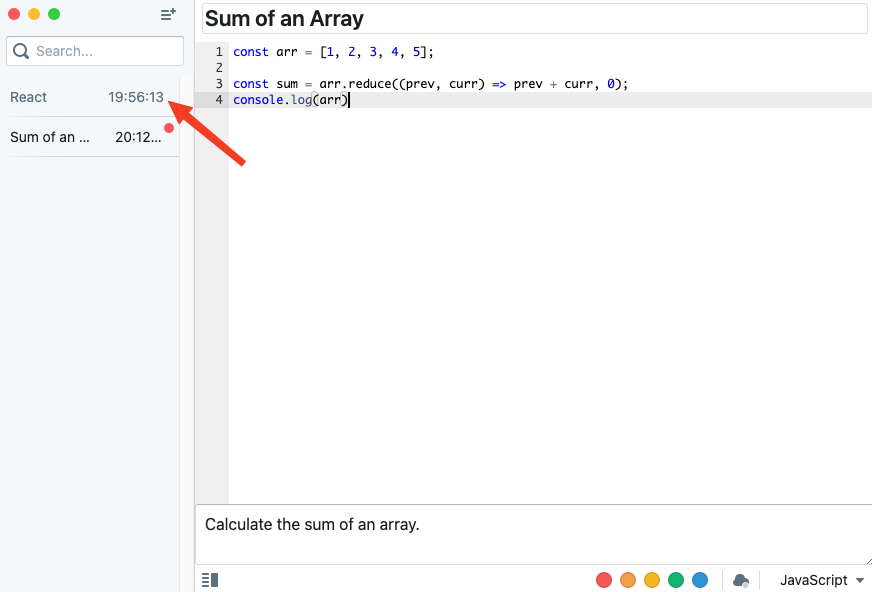 Search...
React 19:56:13
Sum of an ... 20:12...
Sum of an Array
1 const arr = [1, 2, 3, 4, 5];
2
3 const sum = arr.reduce((prev, curr) => prev + curr, 0);
4 console.log(arr)
Calculate the sum of an array.
JavaScript